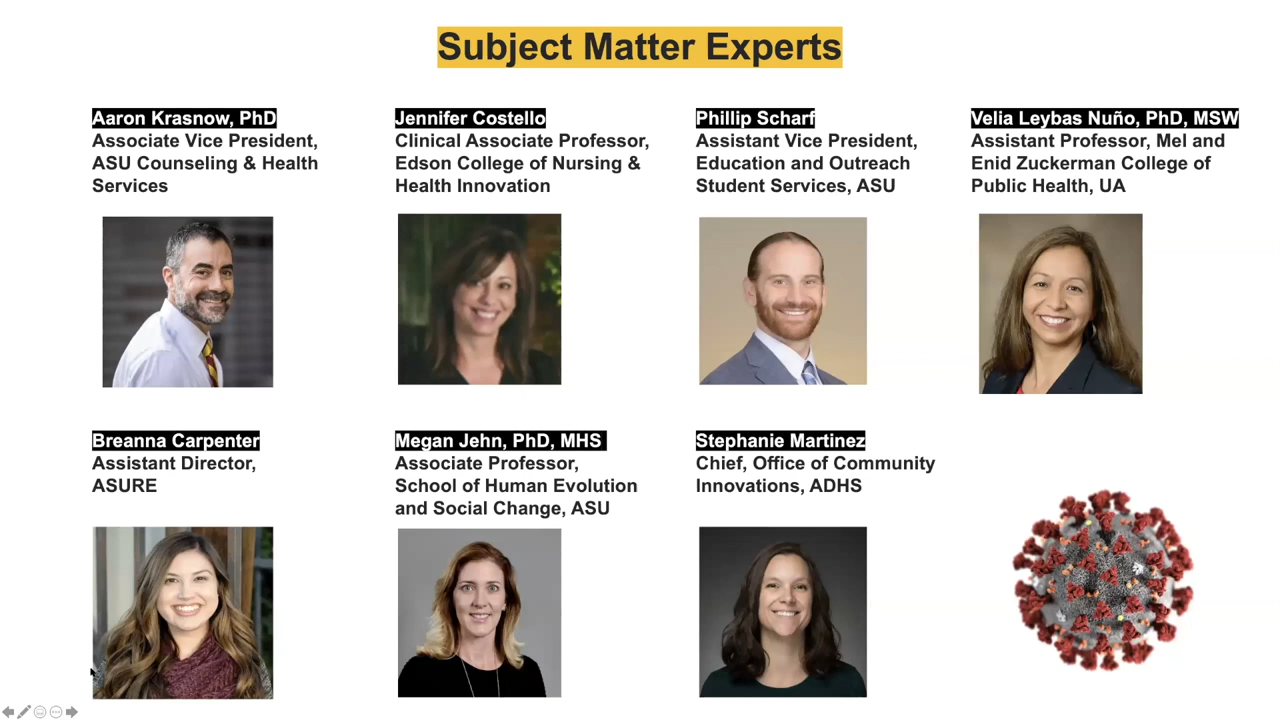 Subject Matter Experts
Aaron Krasnow, PhD
Associate Vice President,
ASU Counseling & Health
Services
Jennifer Costello
Clinical Associate Professor,
Edson College of Nursing &
Health Innovation
Phillip Scharf
Assistant Vice President,
Education and Outreach
Student Services, ASU
Velia Leybas Nuño, PhD, MSW
Assistant Professor, Mel and
Enid Zuckerman College of
Public Health, UA
Breanna Carpenter
Assistant Director,
ASURE
Megan Jehn, PhD, MHS
Associate Professor,
School of Human Evolution
and Social Change, ASU
Stephanie Martinez
Chief, Office of Community
Innovations, ADHS